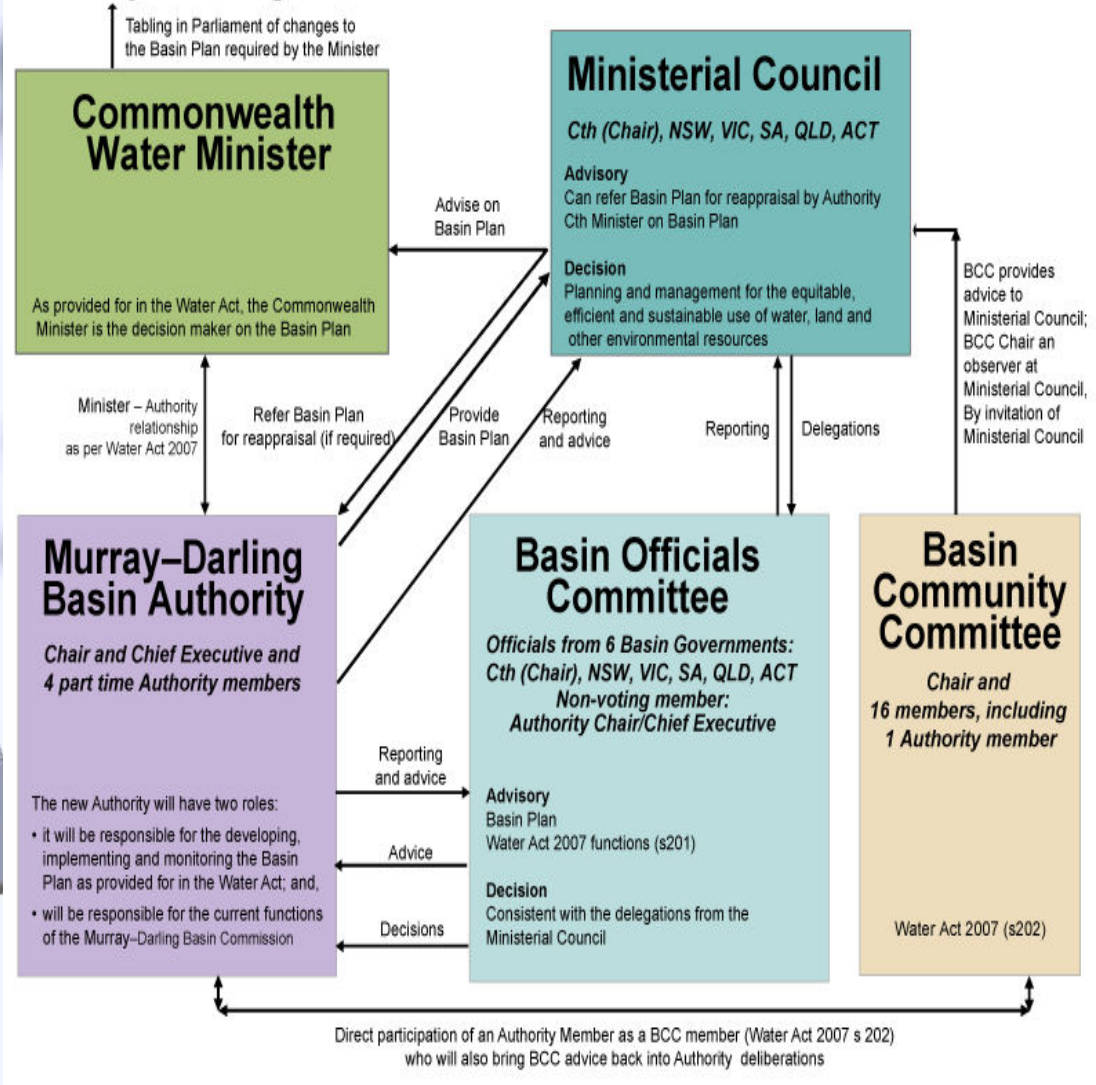 Tabling in Parliament of changes to
the Basin Plan required by the Minister
Commonwealth
Water Minister
As provided for in the Water Act, the Commonwealth
Minister is the decision maker on the Basin Plan
Ministerial Council
Cth (Chair), NSW, VIC, SA, QLD, ACT
Advisory
Can refer Basin Plan for reappraisal by Authority
Cth Minister on Basin Plan
Decision
Planning and management for the equitable,
efficient and sustainable use of water, land and
other environmental resources
Advise on
Basin Plan
BCC provides
advice to
Ministerial Council;
BCC Chair an
observer at
Ministerial Council,
By invitation of
Ministerial Council
Minister – Authority
relationship
as per Water Act 2007
Refer Basin Plan
for reappraisal (if required)
Provide
Basin Plan
Reporting
and advice
Reporting
Delegations
Murray–Darling
Basin Authority
Chair and Chief Executive and
4 part time Authority members
The new Authority will have two roles:
• it will be responsible for the developing,
implementing and monitoring the Basin
Plan as provided for in the Water Act; and,
• will be responsible for the current functions
of the Murray–Darling Basin Commission
Reporting
and advice
Advice
Decisions
Basin Officials
Committee
Officials from 6 Basin Governments:
Cth (Chair), NSW, VIC, SA, QLD, ACT
Non-voting member:
Authority Chair/Chief Executive
Advisory
Basin Plan
Water Act 2007 functions (s201)
Decision
Consistent with the delegations from the
Ministerial Council
Basin
Community
Committee
Chair and
16 members, including
1 Authority member
Water Act 2007 (s202)
Direct participation of an Authority Member as a BCC member (Water Act 2007 s 202)
who will also bring BCC advice back into Authority deliberations